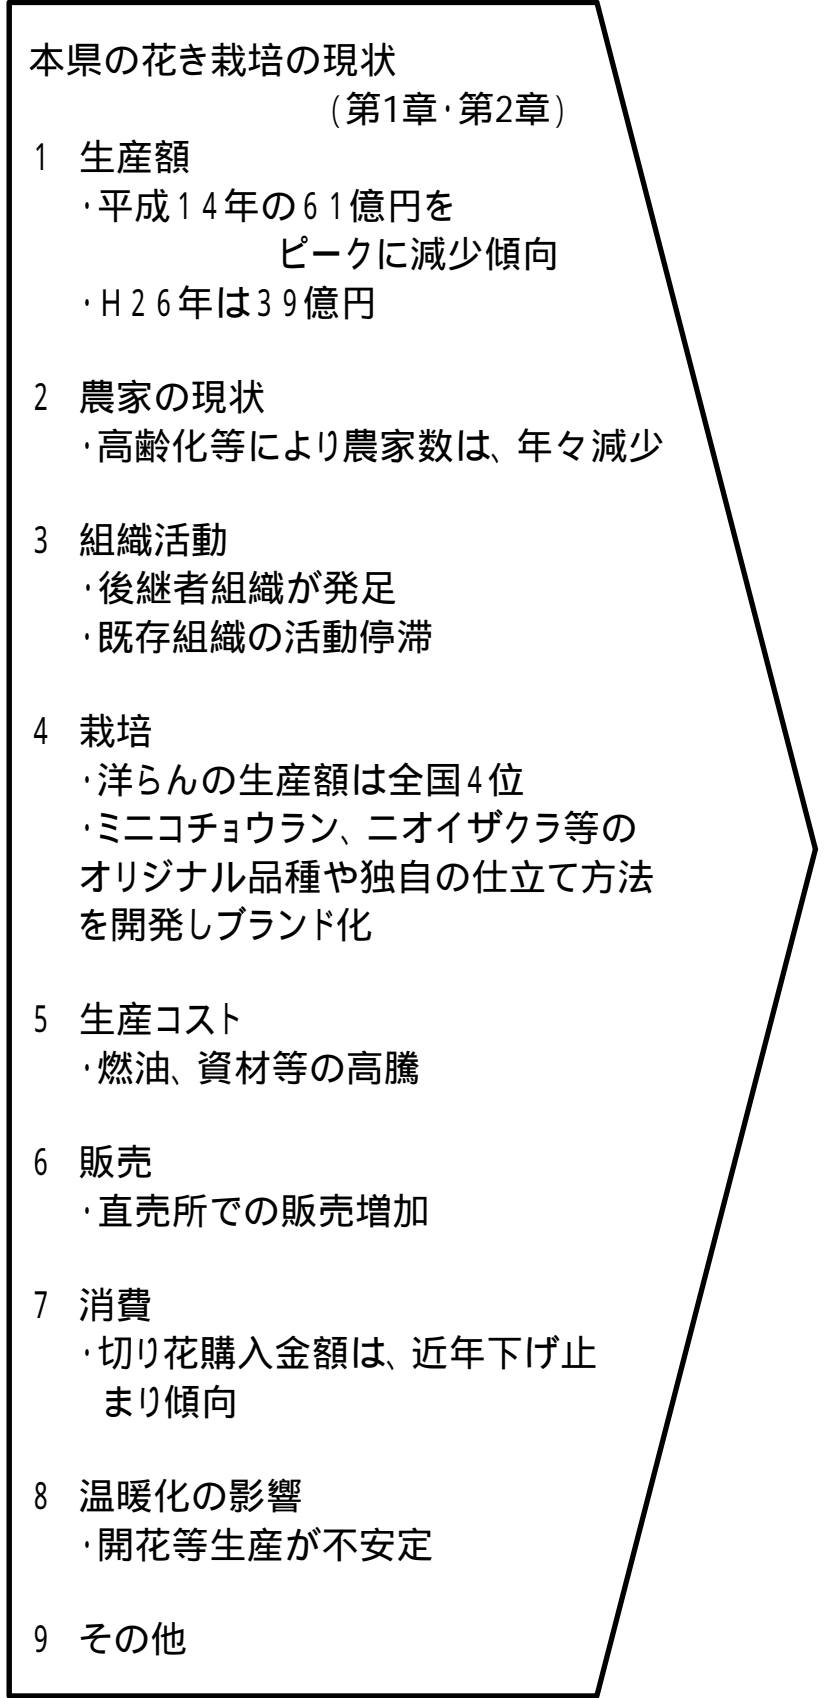 本県の花き栽培の現状
(第1章・第2章)
1 生産額
・平成14年の61億円を
ピークに減少傾向
・H26年は39億円
2 農家の現状
・高齢化等により農家数は、年々減少
3 組織活動
・後継者組織が発足
・既存組織の活動停滞
4 栽培
・洋らんの生産額は全国4位
・ミニコチョウラン、ニオイザクラ等の
オリジナル品種や独自の仕立て方法
を開発しブランド化
5 生産コスト
・燃油、資材等の高騰
6 販売
・直売所での販売増加
7 消費
・切り花購入金額は、近年下げ止
まり傾向
8 温暖化の影響
・開花等生産が不安定
9 その他